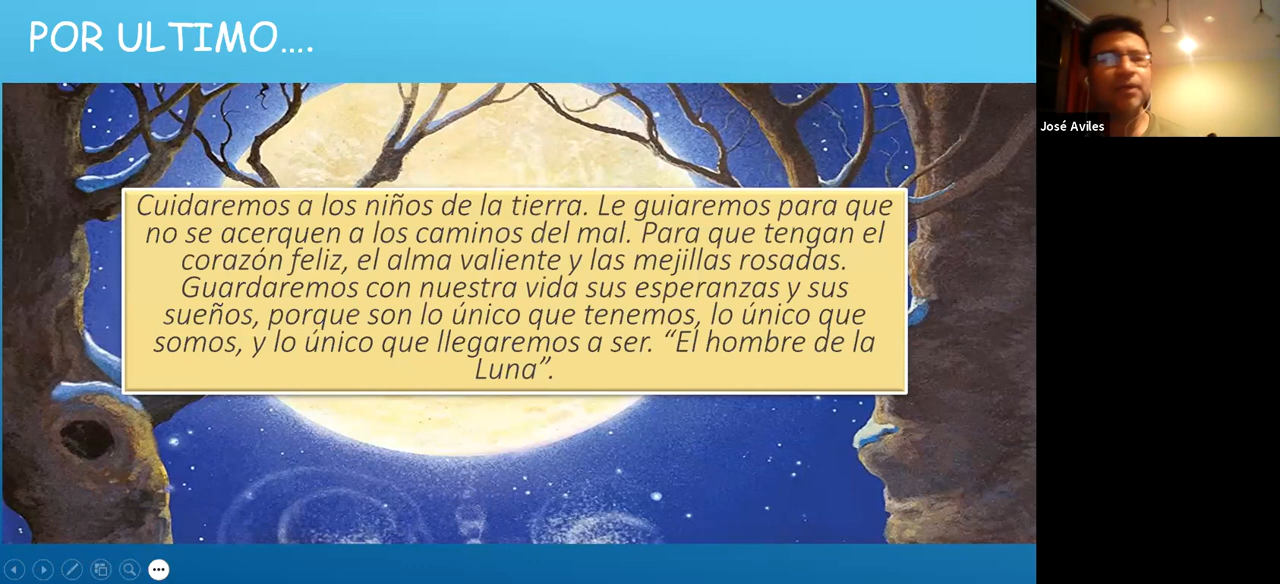 POR ULTIMO....
Cuidaremos a los niños de la tierra. Le guiaremos para que
no se acerquen a los caminos del mal. Para que tengan el
corazón feliz, el alma valiente y las mejillas rosadas.
Guardaremos con nuestra vida sus esperanzas y sus
sueños, porque son lo único que tenemos, lo único que
somos, y lo único que llegaremos a ser. “El hombre de la
Luna”.
José Aviles